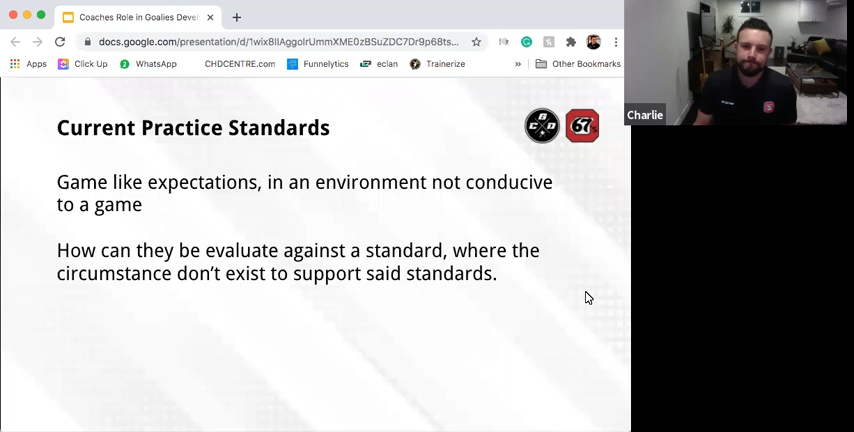 Coaches Role in Goalies Devel
docs.google.com/presentation/d/1wix8IIAggolrUmmXME0zBSuZDC7Dr9p68ts...
Apps Click Up WhatsApp CHDCENTRE.com Funnelytics eclan Trainerize » Other Bookmarks
Charlie
Current Practice Standards
67
Game like expectations, in an environment not conducive
to a game
How can they be evaluate against a standard, where the
circumstance don't exist to support said standards.